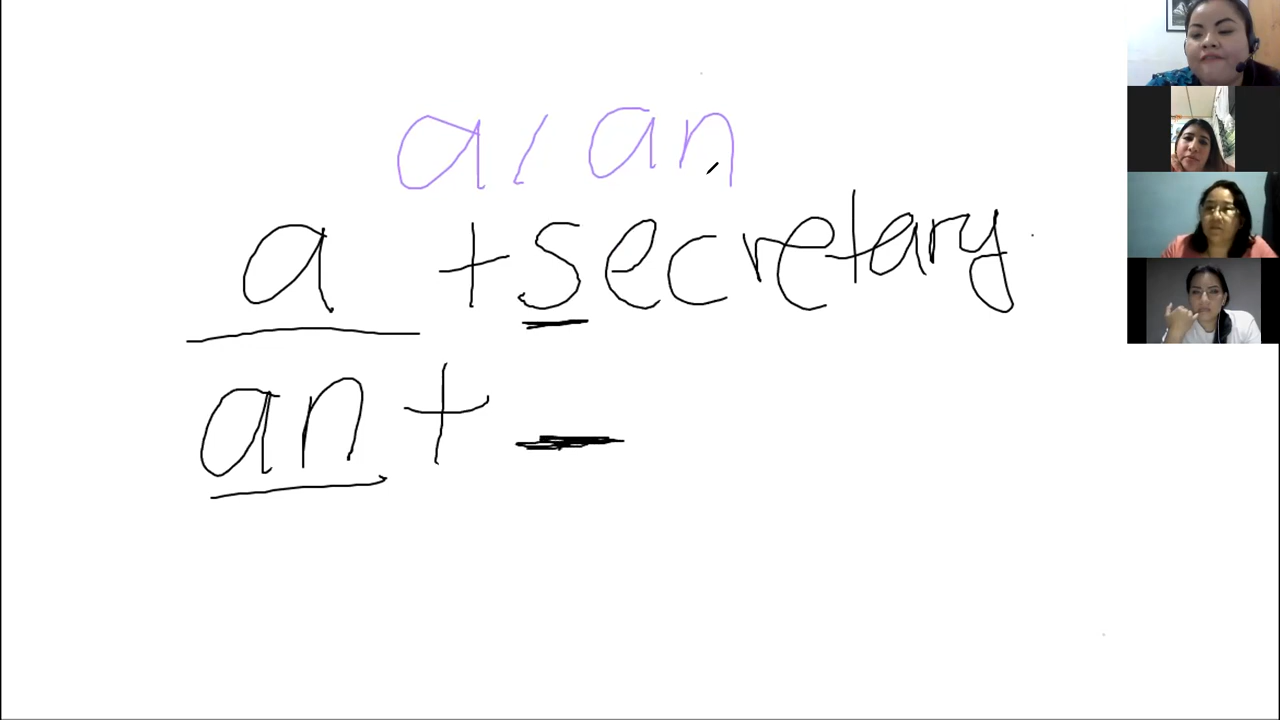 a / an
a + secretary
an +